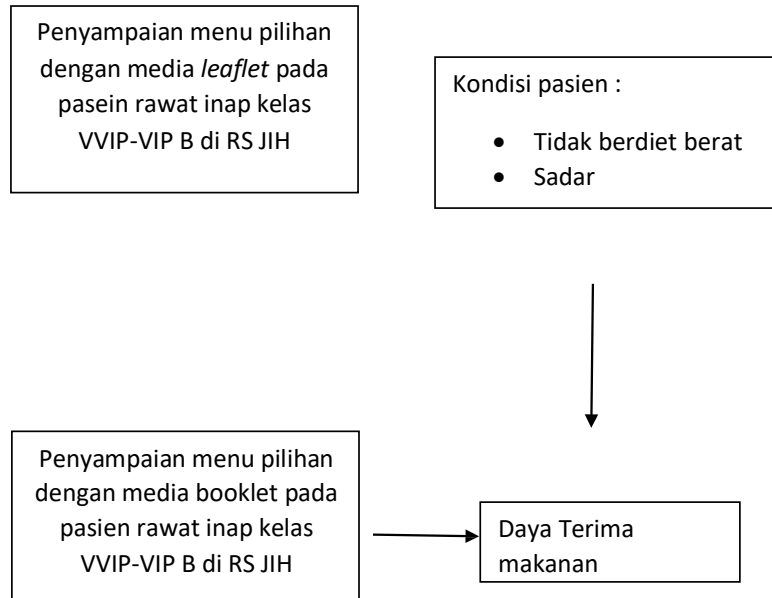 Penyampaian menu pilihan
dengan media leaflet pada
pasein rawat inap kelas
VVIP-VIP B di RS JIH
Kondisi pasien :
• Tidak berdiet berat
• Sadar
Penyampaian menu pilihan
dengan media booklet pada
pasien rawat inap kelas
VVIP-VIP B di RS JIH
Daya Terima
makanan